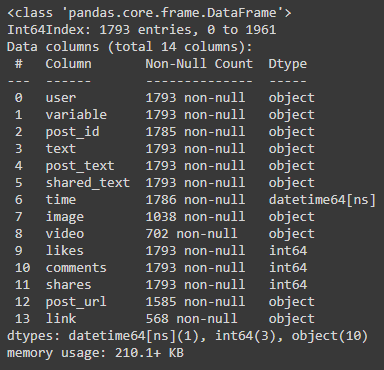 <class 'pandas.core.frame.DataFrame'>
Int64Index: 1793 entries, 0 to 1961
Data columns (total 14 columns):
 #   Column       Non-Null Count  Dtype
---  ------       --------------  -----
 0   user         1793 non-null   object
 1   variable     1793 non-null   object
 2   post_id      1785 non-null   object
 3   text         1793 non-null   object
 4   post_text    1793 non-null   object
 5   shared_text  1793 non-null   object
 6   time         1786 non-null   datetime64[ns]
 7   image        1038 non-null   object
 8   video        702 non-null    object
 9   likes        1793 non-null   int64
 10  comments     1793 non-null   int64
 11  shares       1793 non-null   int64
 12  post_url     1585 non-null   object
 13  link         568 non-null    object
dtypes: datetime64[ns](1), int64(3), object(10)
memory usage: 210.1+ KB